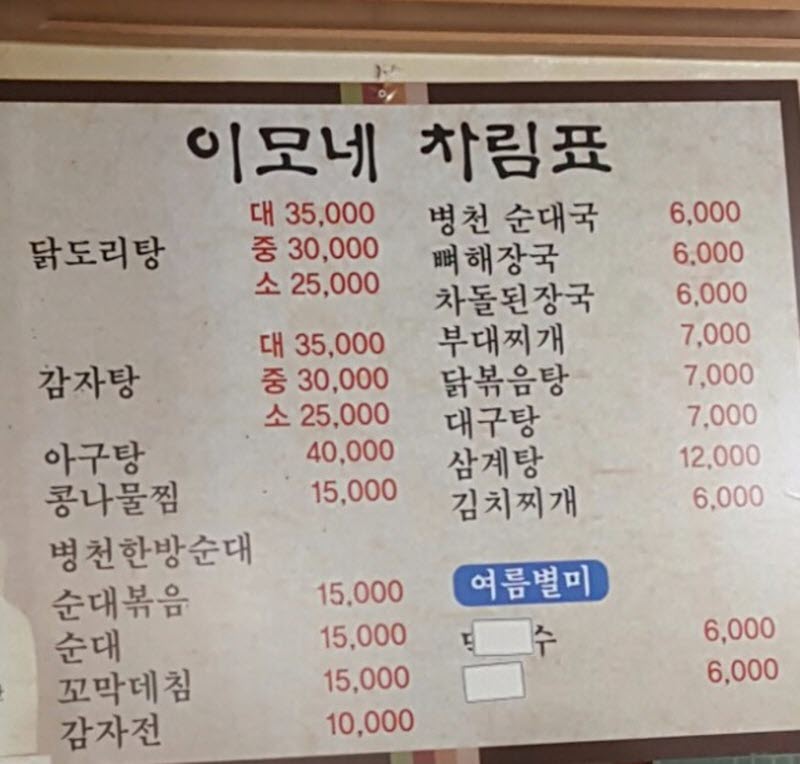 이모네 차림표
닭도리탕
대 35,000
중 30,000
소 25,000
감자탕
대 35,000
중 30,000
소 25,000
아구탕 40,000
콩나물찜 15,000
병천한방순대
순대볶음 15,000
순대 15,000
꼬막데침 15,000
감자전 10,000
병천 순대국 6,000
뼈해장국 6,000
차돌된장국 6,000
부대찌개 7,000
닭볶음탕 7,000
대구탕 7,000
삼계탕 12,000
김치찌개 6,000
여름별미
수 6,000
6,000